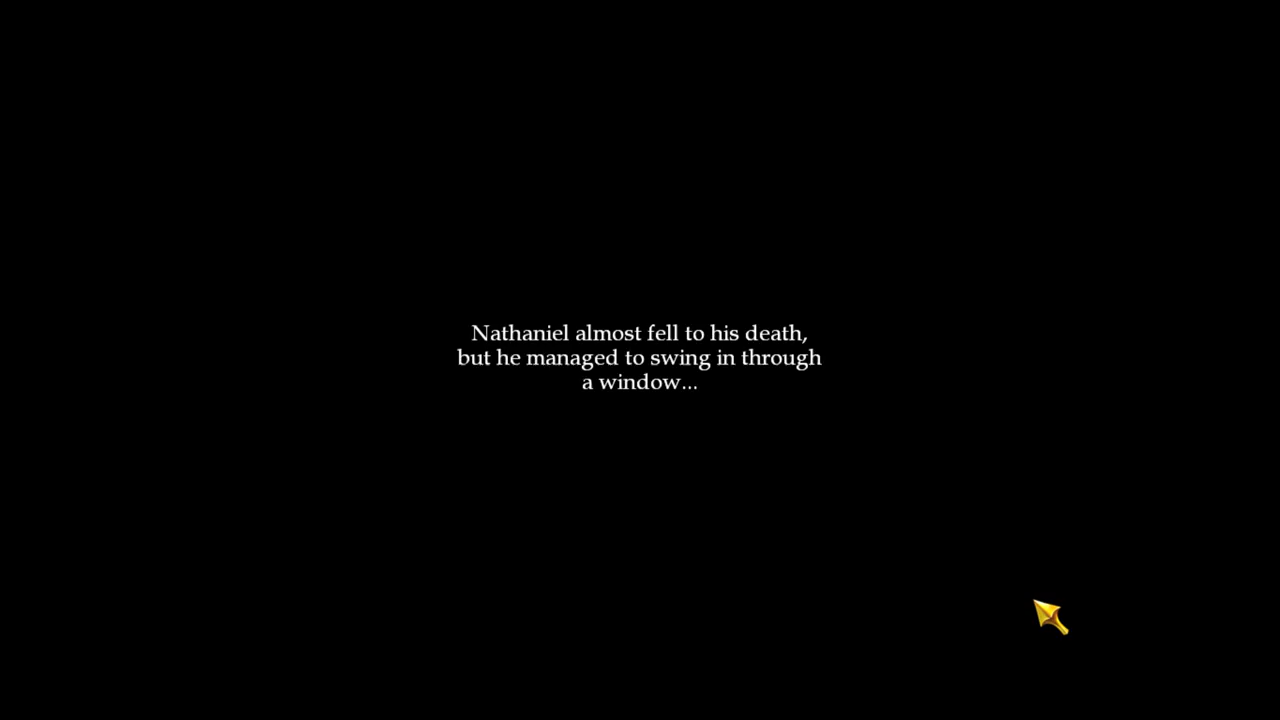 Nathaniel almost fell to his death,
but he managed to swing in through
a window...